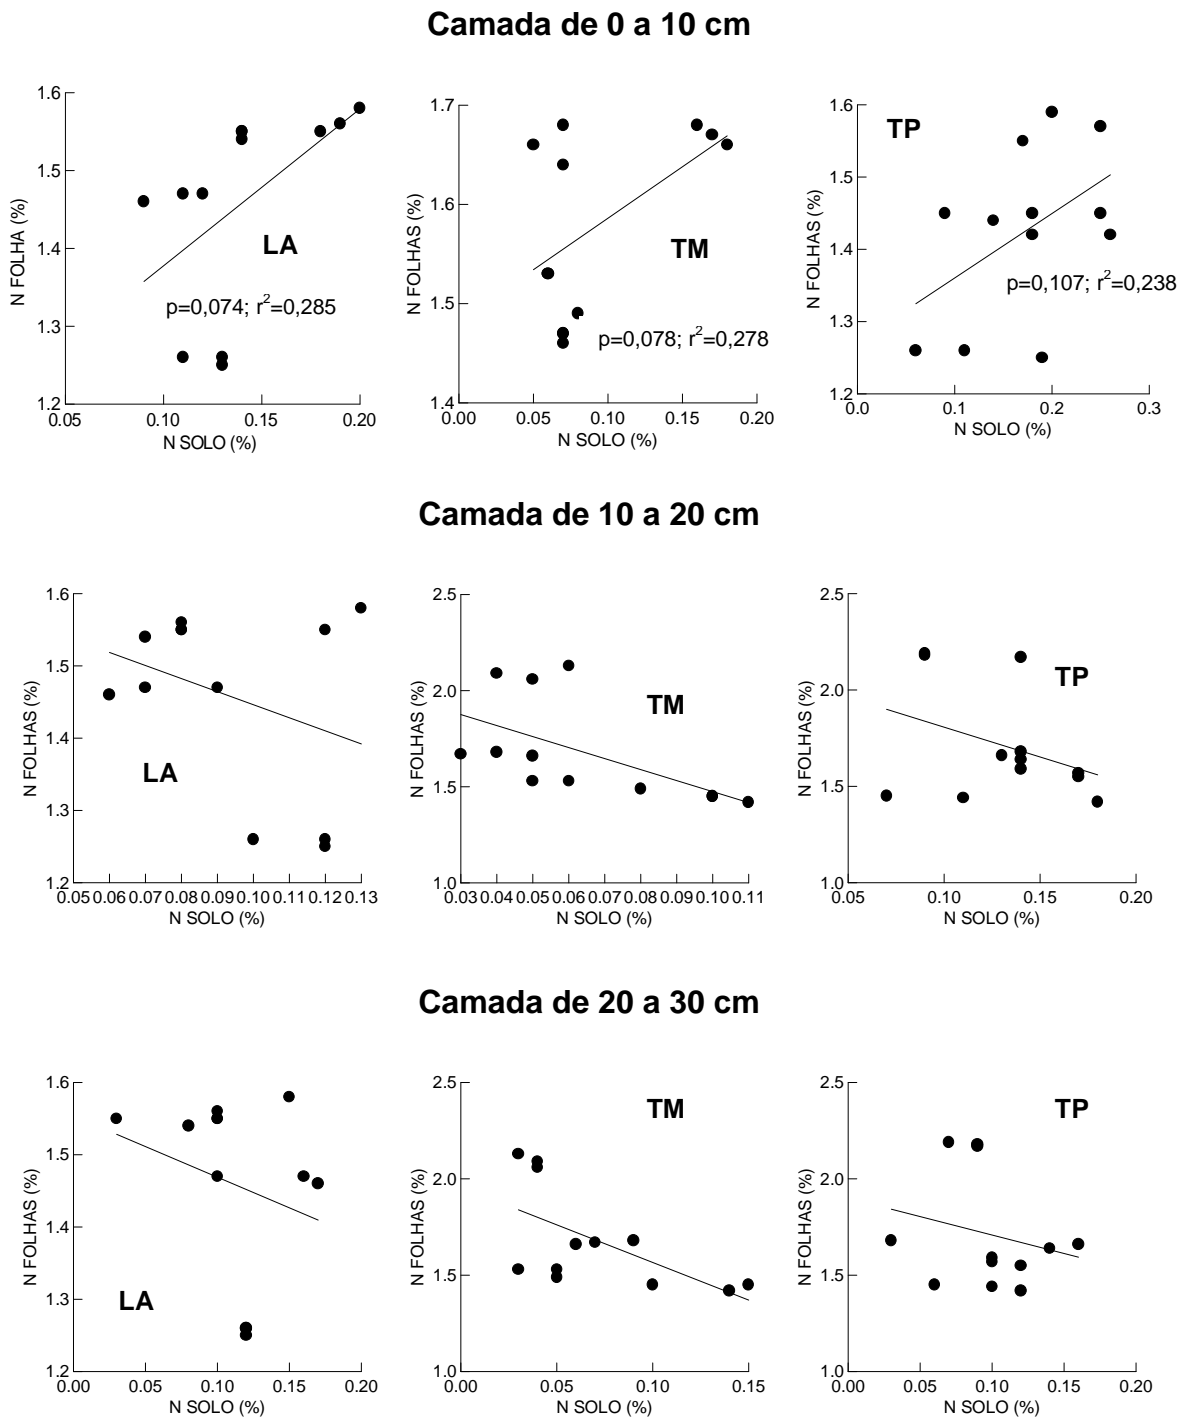 Camada de 0 a 10 cm
1.6
1.5
1.4
1.3
1.2
N FOLHA (%)
LA
p=0,074; r²=0,285
0.05
0.10
0.15
0.20
N SOLO (%)
1.7
1.6
1.5
1.4
N FOLHAS (%)
TM
p=0,078; r²=0,278
0.00
0.05
0.10
0.15
0.20
N SOLO (%)
1.6
1.5
1.4
1.3
1.2
N FOLHAS (%)
TP
p=0,107; r²=0,238
0.0
0.1
0.2
0.3
N SOLO (%)
Camada de 10 a 20 cm
1.6
1.5
1.4
1.3
1.2
N FOLHAS (%)
LA
0.05 0.06 0.07 0.08 0.09 0.10 0.11 0.12 0.13
N SOLO (%)
2.5
2.0
1.5
1.0
N FOLHAS (%)
TM
0.03 0.04 0.05 0.06 0.07 0.08 0.09 0.10 0.11
N SOLO (%)
2.5
2.0
1.5
1.0
N FOLHAS (%)
TP
0.05
0.10
0.15
0.20
N SOLO (%)
Camada de 20 a 30 cm
1.6
1.5
1.4
1.3
1.2
N FOLHAS (%)
LA
0.00
0.05
0.10
0.15
0.20
N SOLO (%)
2.5
2.0
1.5
1.0
N FOLHAS (%)
TM
0.00
0.05
0.10
0.15
N SOLO (%)
2.5
2.0
1.5
1.0
N FOLHAS (%)
TP
0.00
0.05
0.10
0.15
0.20
N SOLO (%)